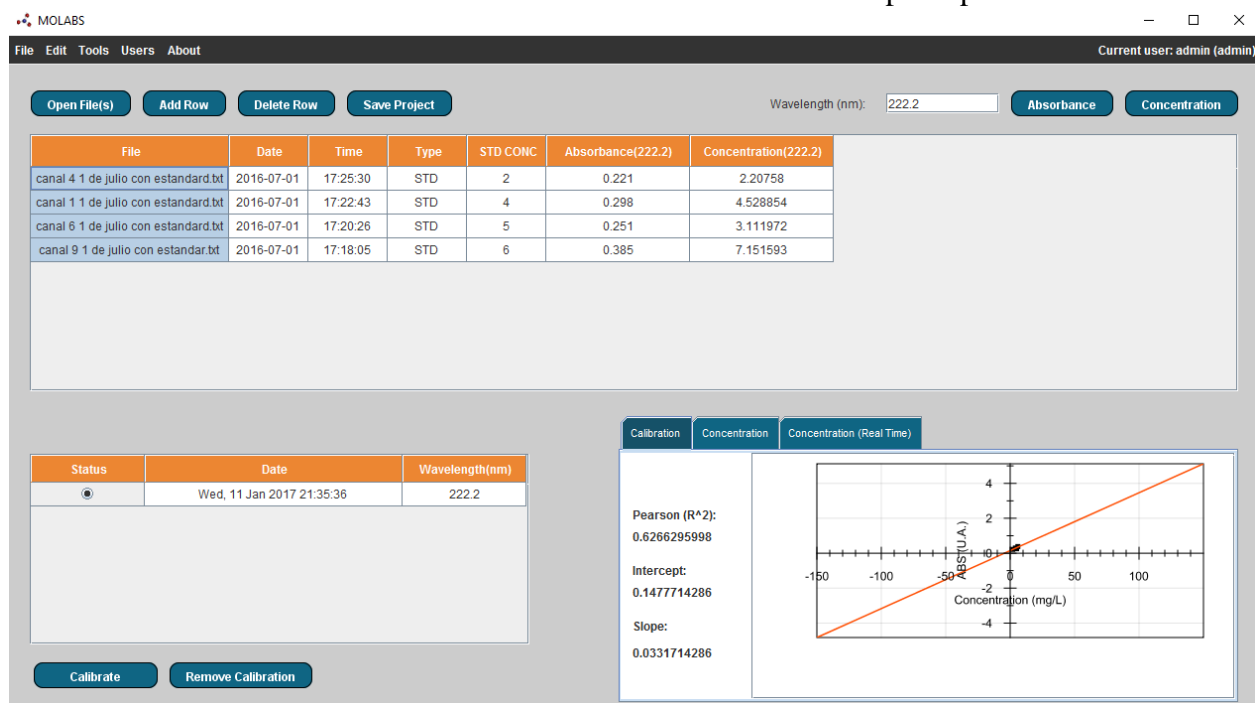 MOLABS
File Edit Tools Users About Current user: admin (admin)
Open File(s) Add Row Delete Row Save Project Wavelength (nm): 222.2 Absorbance Concentration
File Date Time Type STD CONC Absorbance(222.2) Concentration(222.2)
canal 4 1 de julio con estandard.txt 2016-07-01 17:25:30 STD 2 0.221 2.20758
canal 1 1 de julio con estandard.txt 2016-07-01 17:22:43 STD 4 0.298 4.528854
canal 6 1 de julio con estandard.txt 2016-07-01 17:20:26 STD 5 0.251 3.111972
canal 9 1 de julio con estandar.txt 2016-07-01 17:18:05 STD 6 0.385 7.151593
Calibration Concentration Concentration (Real Time)
Status Date Wavelength(nm)
Wed, 11 Jan 2017 21:35:36 222.2
Pearson (R^2):
0.6266295998
Intercept:
0.1477714286
Slope:
0.0331714286
4
2
0
-2
-4
ABS (U.A.)
-150 -100 -50 0 50 100
Concentration (mg/L)
Calibrate Remove Calibration